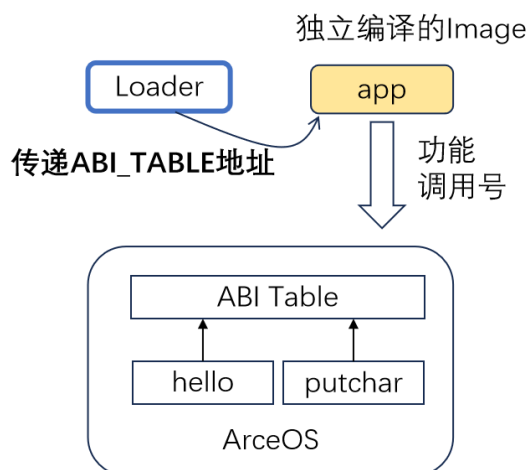 独立编译的Image
Loader
app
传递ABI_TABLE地址
功能
调用号
ABI Table
hello
putchar
ArceOS